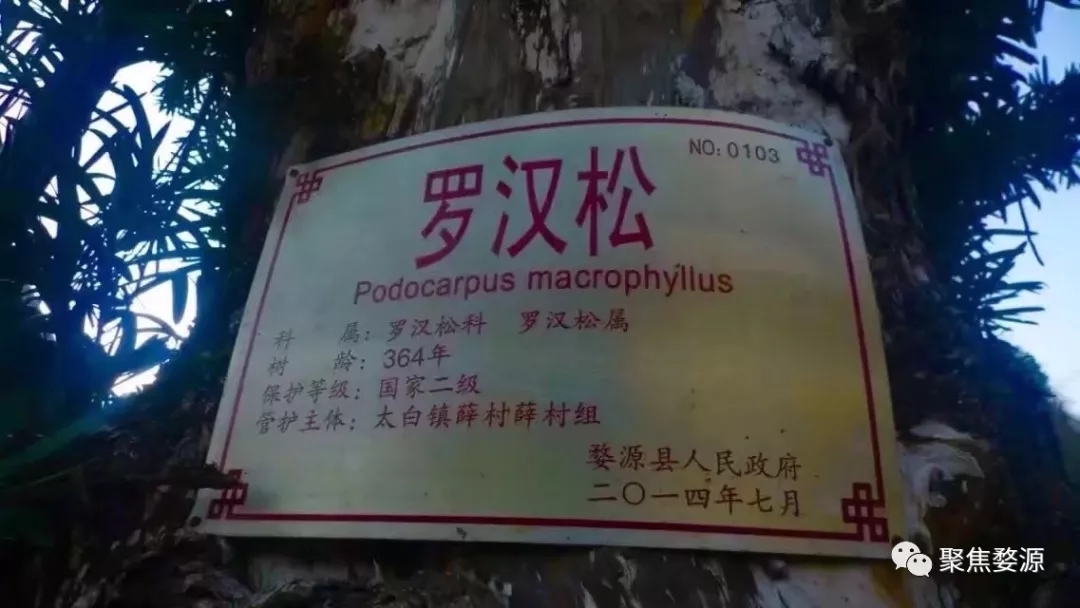 NO:0103
罗汉松
Podocarpus macrophyllus
科 属：罗汉松科 罗汉松属
树 龄：364年
保护等级：国家二级
管护主体：太白镇薛村薛村组
婺源县人民政府
二〇一四年七月
聚焦婺源